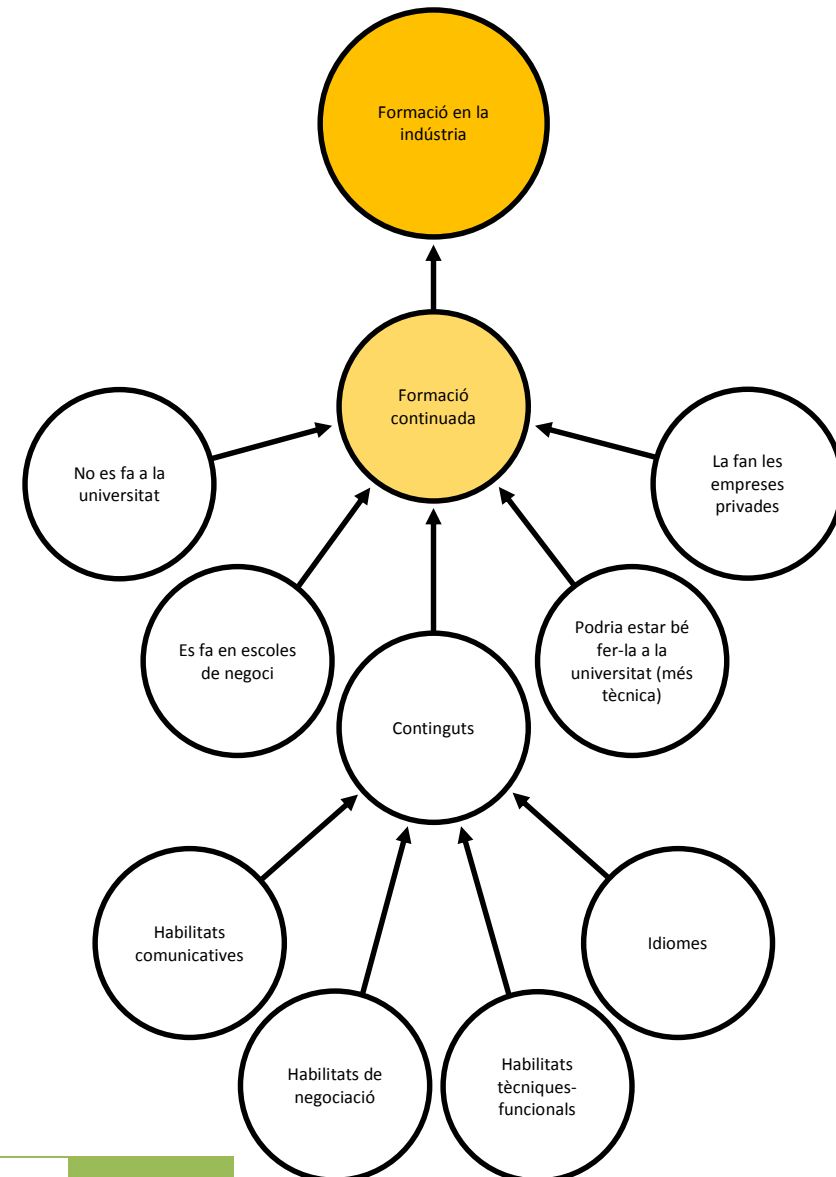 Formació en la
indústria
Formació
continuada
No es fa a la
universitat
La fan les
empreses
privades
Es fa en escoles
de negoci
Podria estar bé
fer-la a la
universitat (més
tècnica)
Continguts
Habilitats
comunicatives
Idiomes
Habilitats de
negociació
Habilitats
tècniques-
funcionals